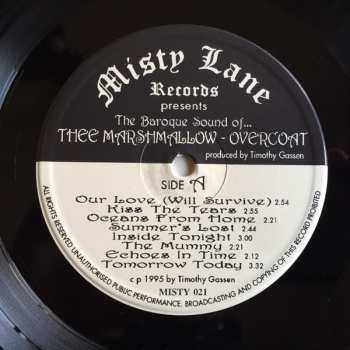 Misty Lane
Records
presents
The Baroque Sound of...
THEE MARSHMALLOW - OVERCOAT
produced by Timothy Gassen
SIDE A
Our Love (Will Survive) 2.54
Kiss The Tears 2.55
Oceans From Home 2.21
Summer's Lost 2.44
Inside Tonight 3.00
The Mummy 2.21
Echoes In Time 2.12
Tomorrow Today 3.32
c p 1995 by Timothy Gassen
MISTY 021
ALL RIGHTS RESERVED UNAUTHORISED PUBLIC PERFORMANCE, BROADCASTING AND COPYING OF THIS RECORD PROHIBITED